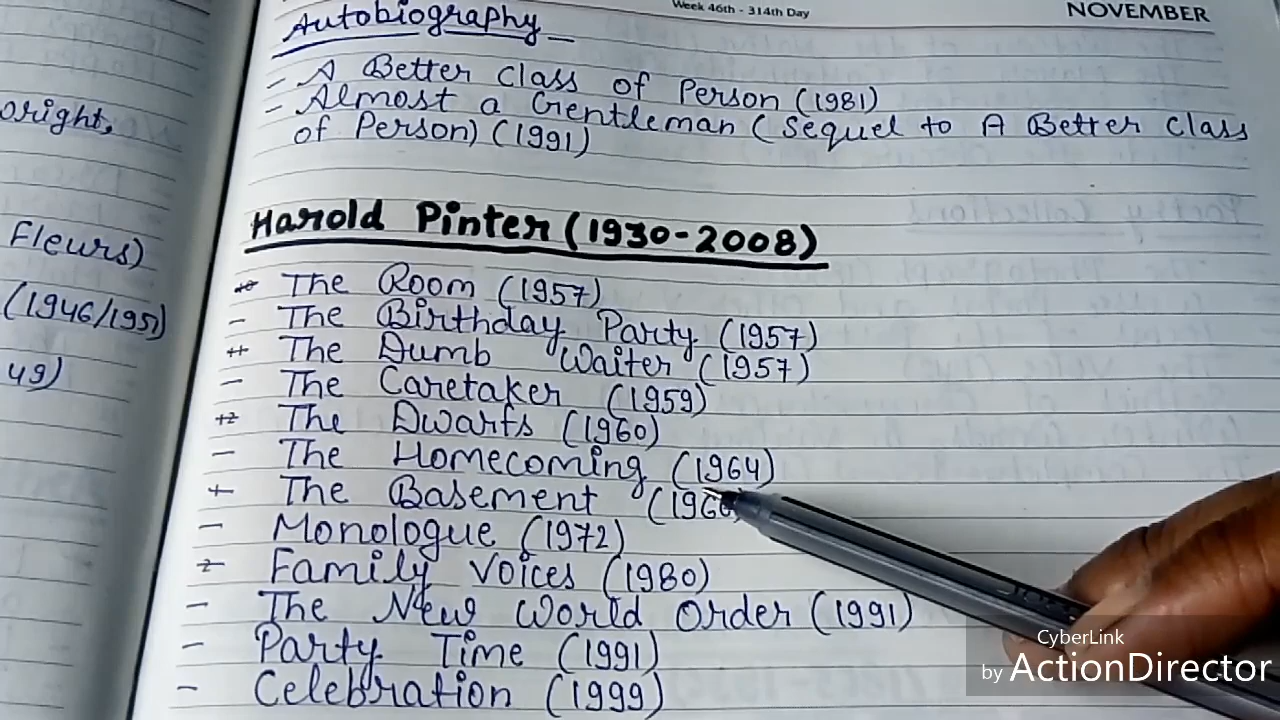 Week 46th - 314th Day
NOVEMBER
Autobiography
- A Better Class of Person (1981)
- Almost a Gentleman (Sequel to A Better Class
of Person) (1991)
oright,
Fleurs)
(1946/1951)
49)
Harold Pinter (1930-2008)
The Room (1957)
- The Birthday Party (1957)
The Dumb Waiter (1957)
- The Caretaker (1959)
The Dwarfs (1960)
- The Homecoming (1964)
The Basement
- Monologue (1972)
Family Voices (1980)
- The New World Order (1991)
- Party Time (1991)
- Celebration (1999)
CyberLink
by ActionDirector